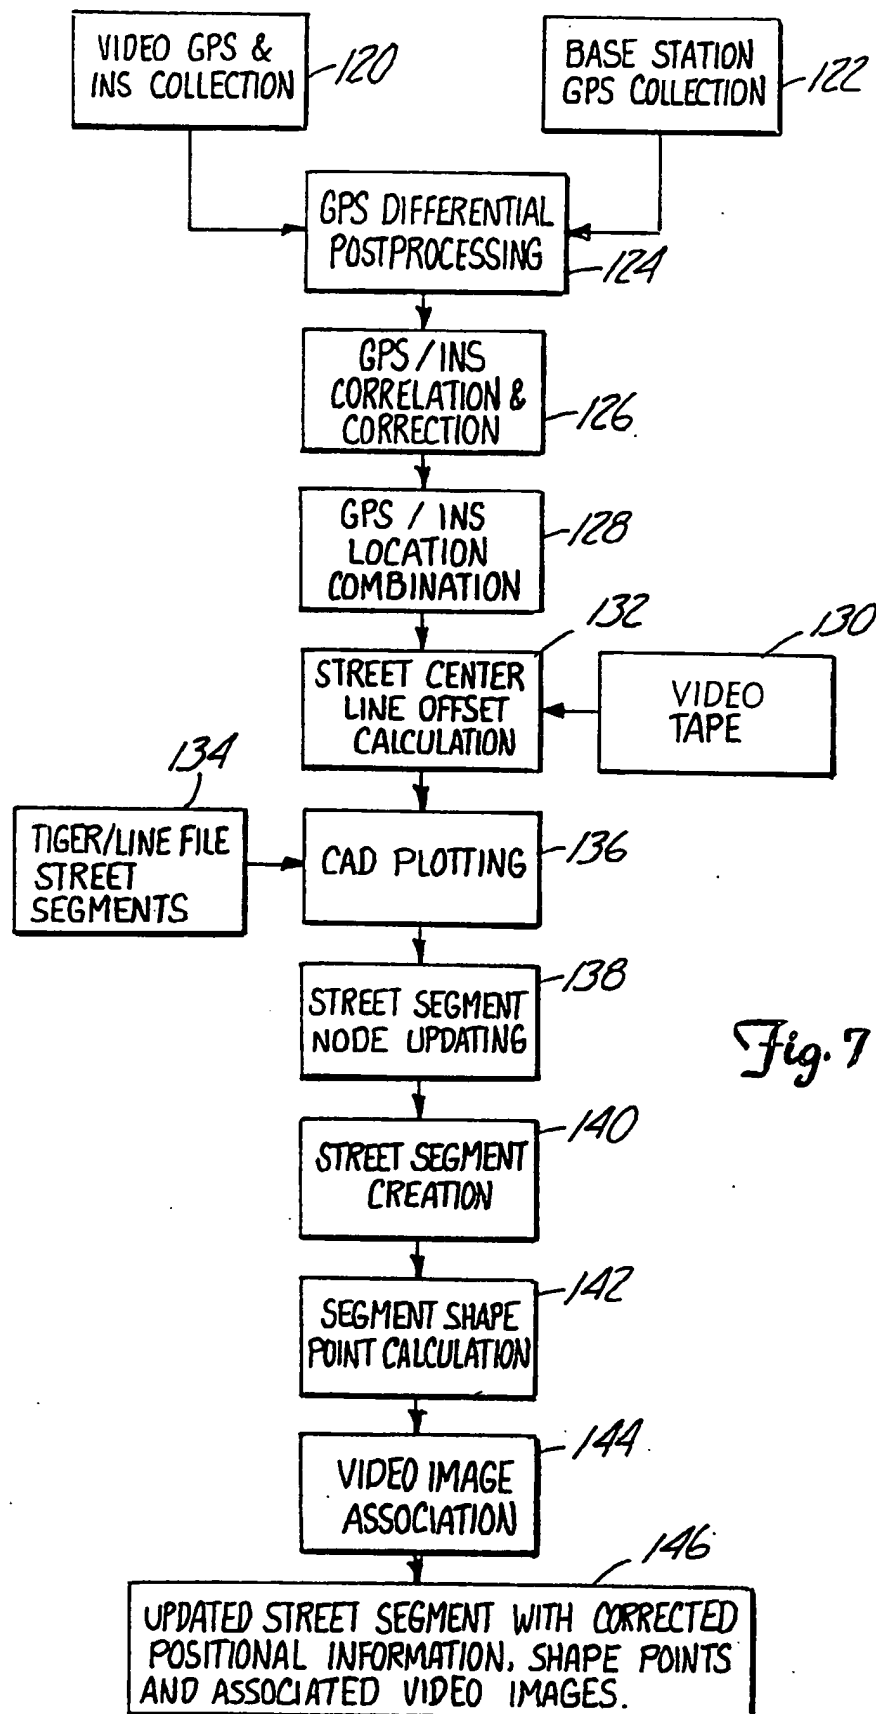 VIDEO GPS &
INS COLLECTION
120
BASE STATION
GPS COLLECTION
122
GPS DIFFERENTIAL
POSTPROCESSING
124
GPS / INS
CORRELATION &
CORRECTION
126
GPS / INS
LOCATION
COMBINATION
128
132
STREET CENTER
LINE OFFSET
CALCULATION
130
VIDEO
TAPE
134
TIGER/LINE FILE
STREET
SEGMENTS
CAD PLOTTING
136
STREET SEGMENT
NODE UPDATING
138
Fig. 7
STREET SEGMENT
CREATION
140
SEGMENT SHAPE
POINT CALCULATION
142
VIDEO IMAGE
ASSOCIATION
144
146
UPDATED STREET SEGMENT WITH CORRECTED
POSITIONAL INFORMATION, SHAPE POINTS
AND ASSOCIATED VIDEO IMAGES.